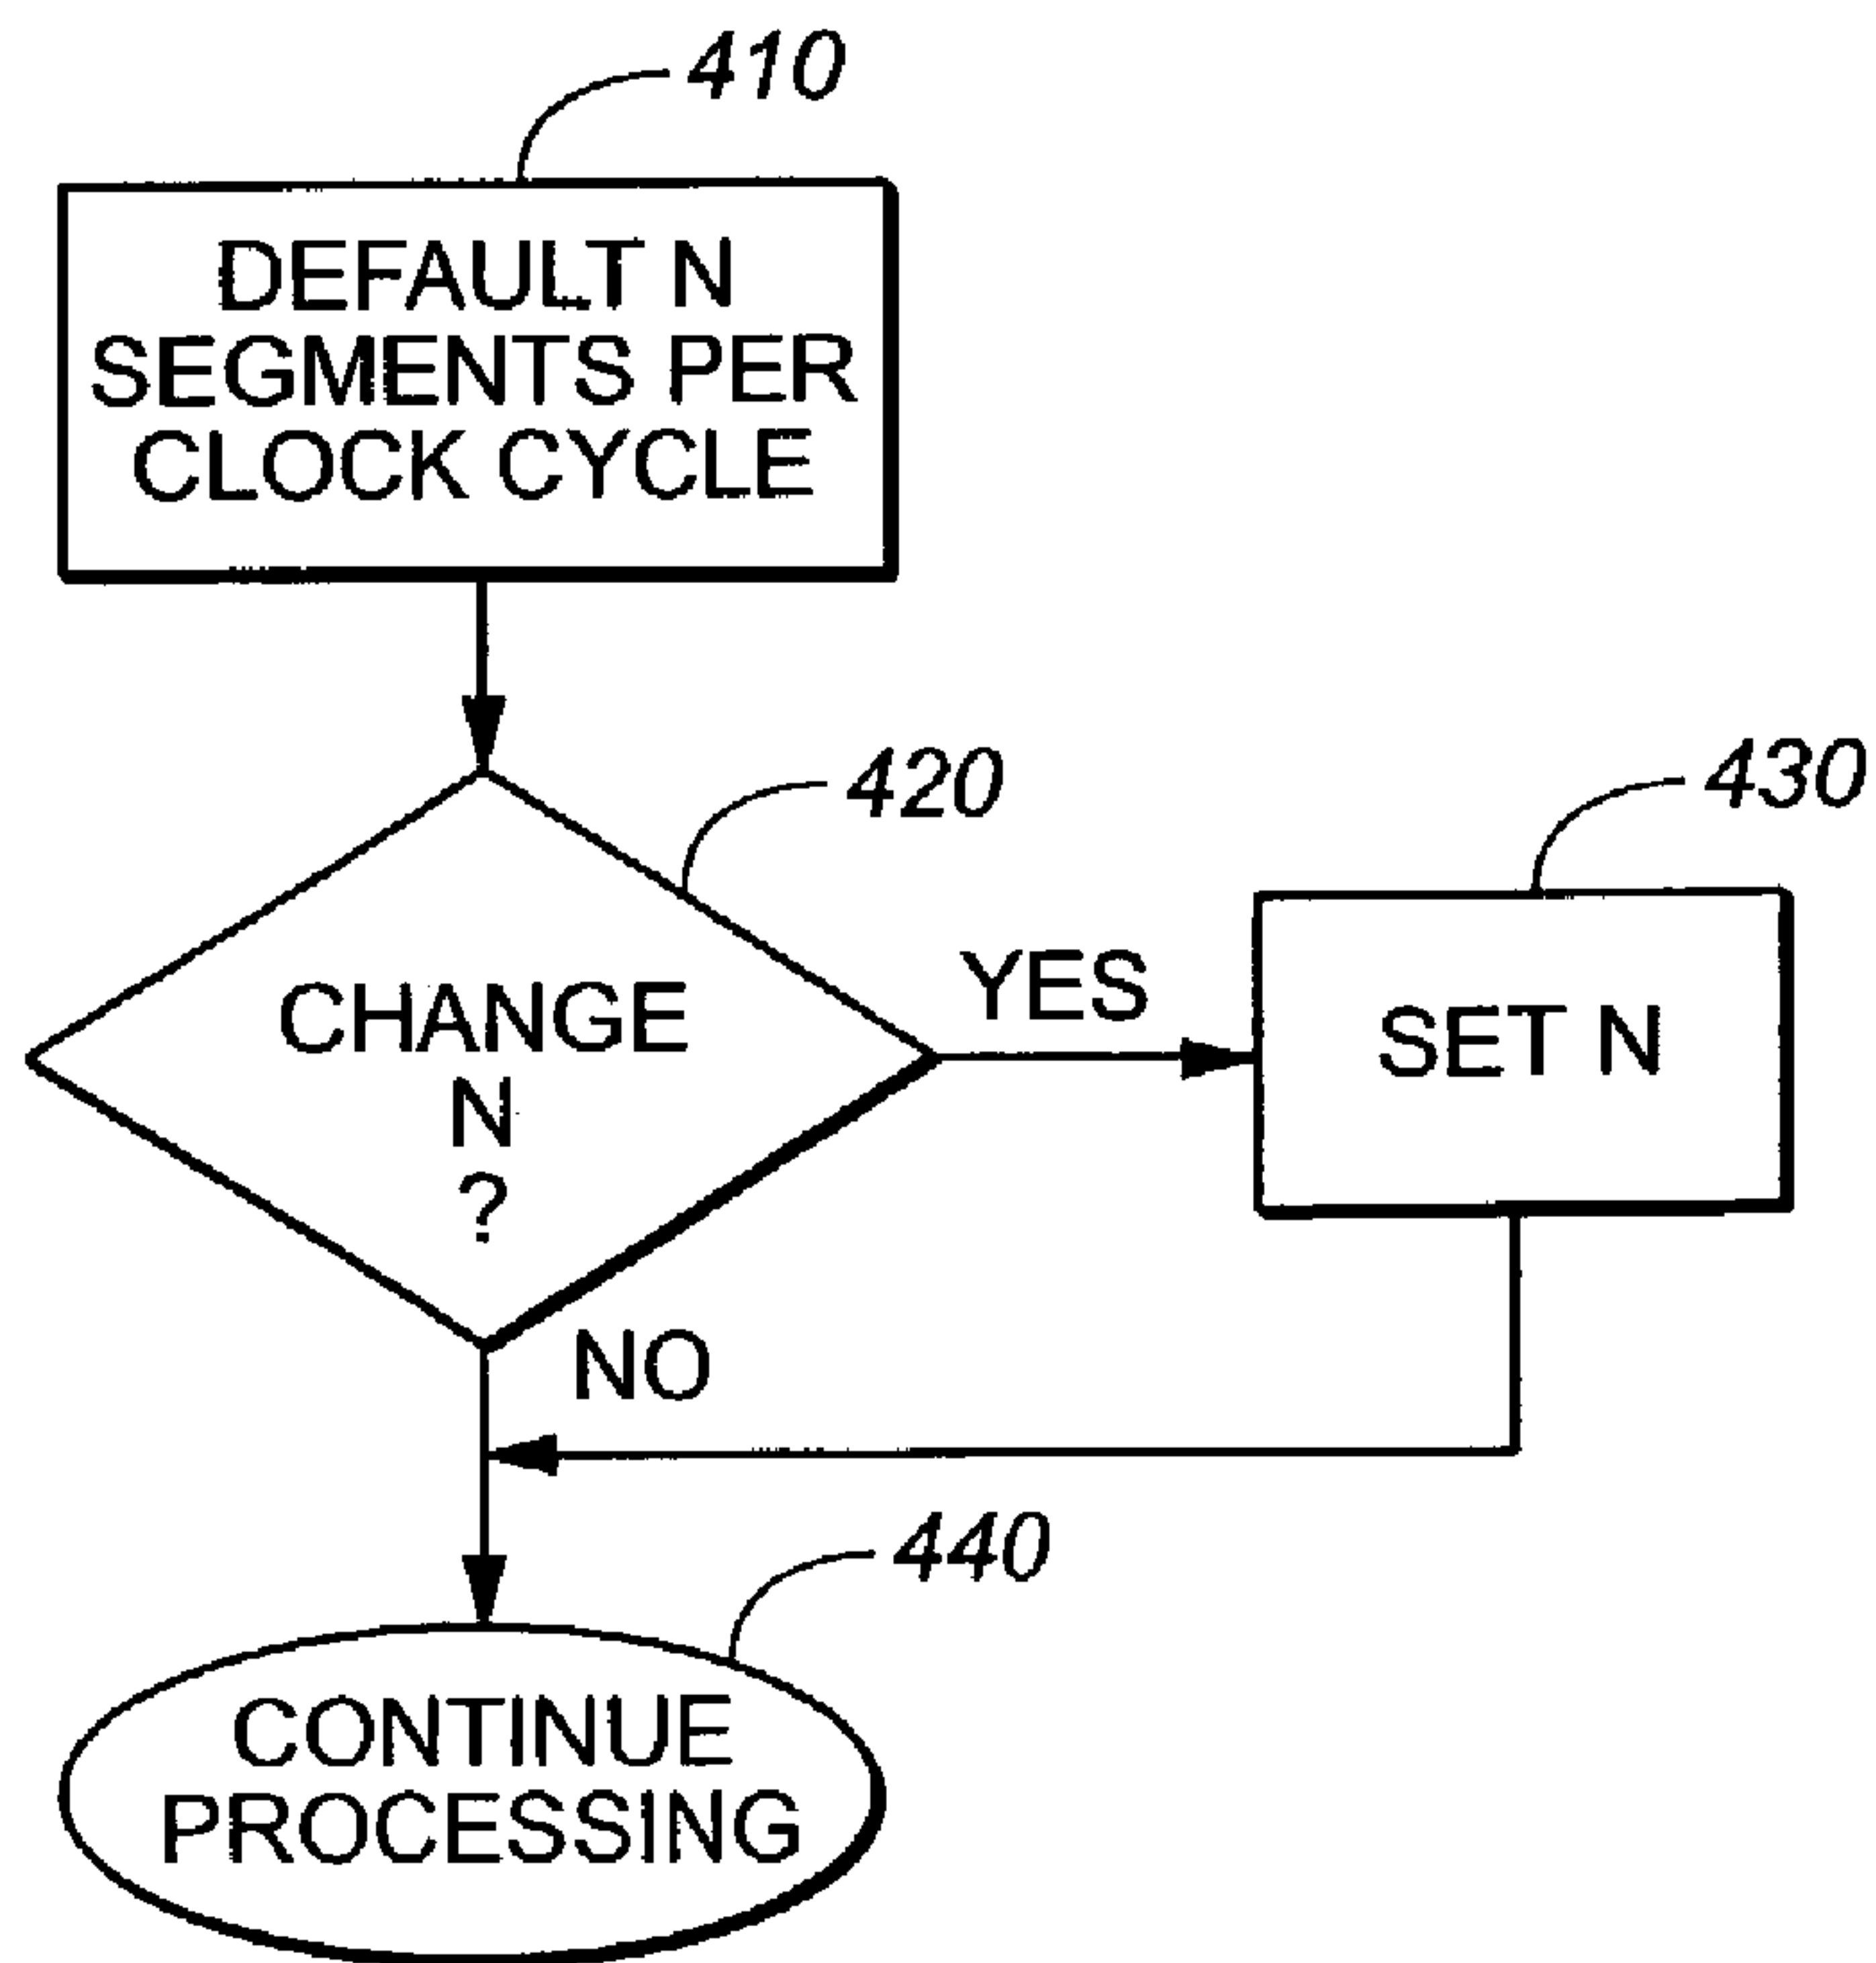 410
DEFAULT N
SEGMENTS PER
CLOCK CYCLE
420
CHANGE
N
?
YES
430
SET N
NO
440
CONTINUE
PROCESSING